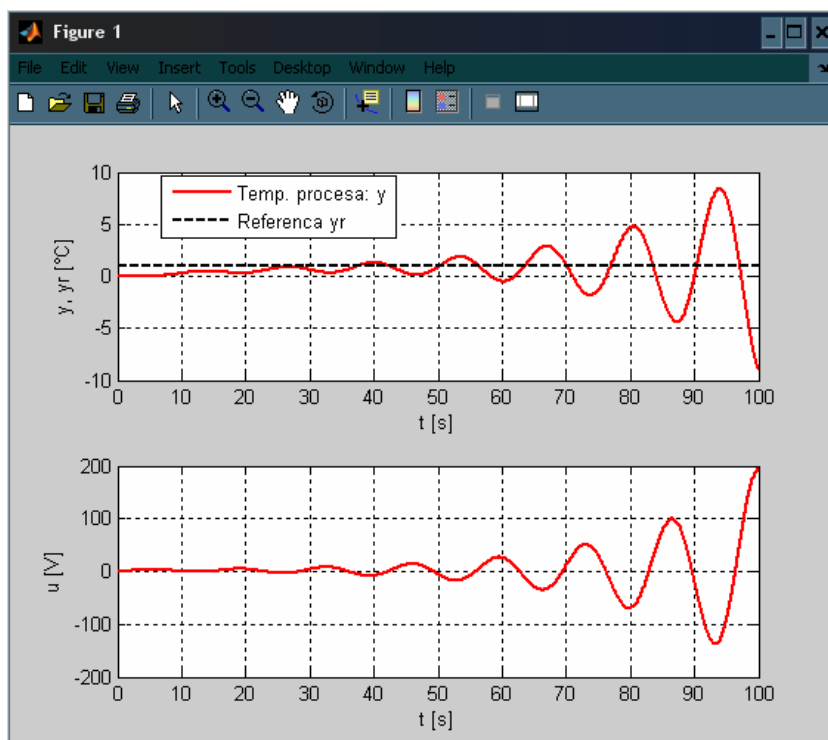 Figure 1
File Edit View Insert Tools Desktop Window Help
10
5
0
-5
-10
y, yr [ºC]
Temp. procesa: y
Referenca yr
0 10 20 30 40 50 60 70 80 90 100
t [s]
200
100
0
-100
-200
u [V]
0 10 20 30 40 50 60 70 80 90 100
t [s]